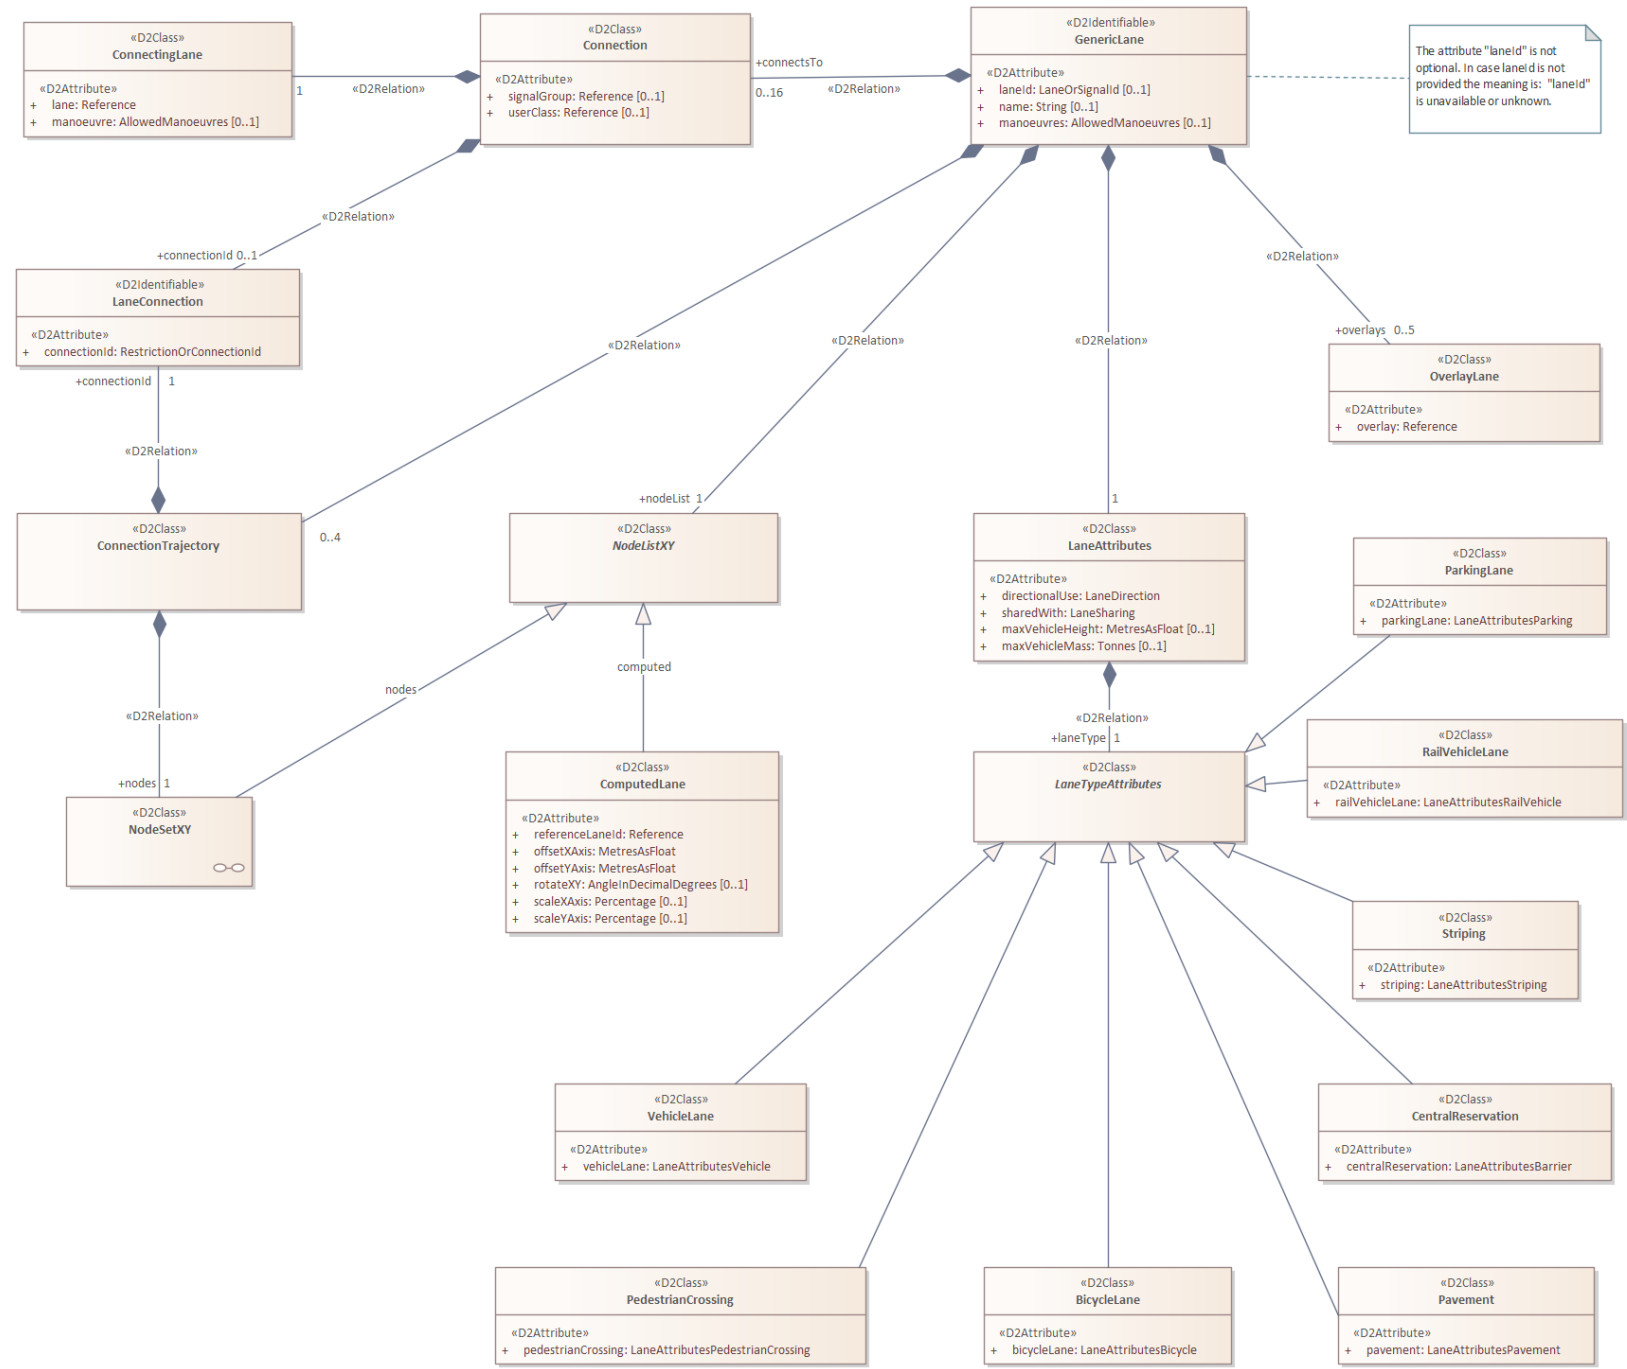 «D2Class»
ConnectingLane
«D2Attribute»
+ lane: Reference
+ manoeuvre: AllowedManoeuvres [0..1]
1
«D2Relation»
«D2Class»
Connection
«D2Attribute»
+ signalGroup: Reference [0..1]
+ userClass: Reference [0..1]
+connectsTo
0..16
«D2Relation»
«D2Identifiable»
GenericLane
«D2Attribute»
+ laneId: LaneOrSignalId [0..1]
+ name: String [0..1]
+ manoeuvres: AllowedManoeuvres [0..1]
The attribute "laneId" is not
optional. In case laneId is not
provided the meaning is: "laneId"
is unavailable or unknown.
«D2Relation»
+connectionId 0..1
«D2Identifiable»
LaneConnection
«D2Attribute»
+ connectionId: RestrictionOrConnectionId
+connectionId 1
«D2Relation»
«D2Relation»
«D2Relation»
«D2Relation»
«D2Relation»
+overlays 0..5
«D2Class»
OverlayLane
«D2Attribute»
+ overlay: Reference
«D2Class»
ConnectionTrajectory
0..4
+nodeList 1
«D2Class»
NodeListXY
1
«D2Class»
LaneAttributes
«D2Attribute»
+ directionalUse: LaneDirection
+ sharedWith: LaneSharing
+ maxVehicleHeight: MetresAsFloat [0..1]
+ maxVehicleMass: Tonnes [0..1]
«D2Class»
ParkingLane
«D2Attribute»
+ parkingLane: LaneAttributesParking
«D2Relation»
+nodes 1
nodes
computed
«D2Class»
NodeSetXY
«D2Class»
ComputedLane
«D2Attribute»
+ referenceLaneId: Reference
+ offsetXAxis: MetresAsFloat
+ offsetYAxis: MetresAsFloat
+ rotateXY: AngleInDecimalDegrees [0..1]
+ scaleXAxis: Percentage [0..1]
+ scaleYAxis: Percentage [0..1]
«D2Relation»
+laneType 1
«D2Class»
LaneTypeAttributes
«D2Class»
RailVehicleLane
«D2Attribute»
+ railVehicleLane: LaneAttributesRailVehicle
«D2Class»
Striping
«D2Attribute»
+ striping: LaneAttributesStriping
«D2Class»
VehicleLane
«D2Attribute»
+ vehicleLane: LaneAttributesVehicle
«D2Class»
CentralReservation
«D2Attribute»
+ centralReservation: LaneAttributesBarrier
«D2Class»
PedestrianCrossing
«D2Attribute»
+ pedestrianCrossing: LaneAttributesPedestrianCrossing
«D2Class»
BicycleLane
«D2Attribute»
+ bicycleLane: LaneAttributesBicycle
«D2Class»
Pavement
«D2Attribute»
+ pavement: LaneAttributesPavement